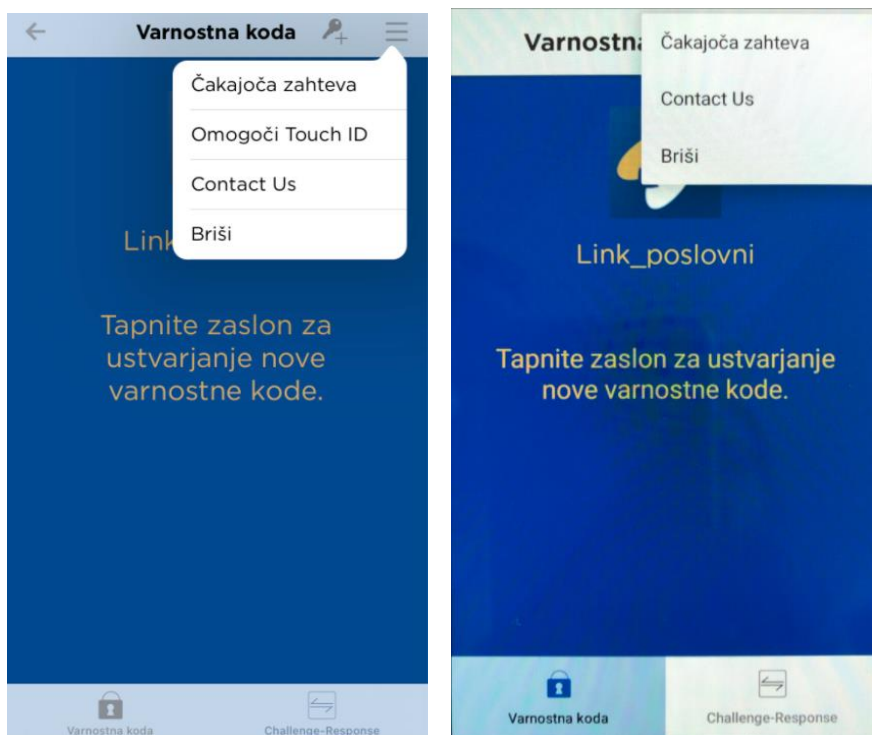 Varnostna koda
Čakajoča zahteva
Omogoči Touch ID
Contact Us
Briši
Link
Tapnite zaslon za
ustvarjanje nove
varnostne kode.
Varnostna koda
Challenge-Response
Varnostn
Čakajoča zahteva
Contact Us
Briši
Link_poslovni
Tapnite zaslon za ustvarjanje
nove varnostne kode.
Varnostna koda
Challenge-Response